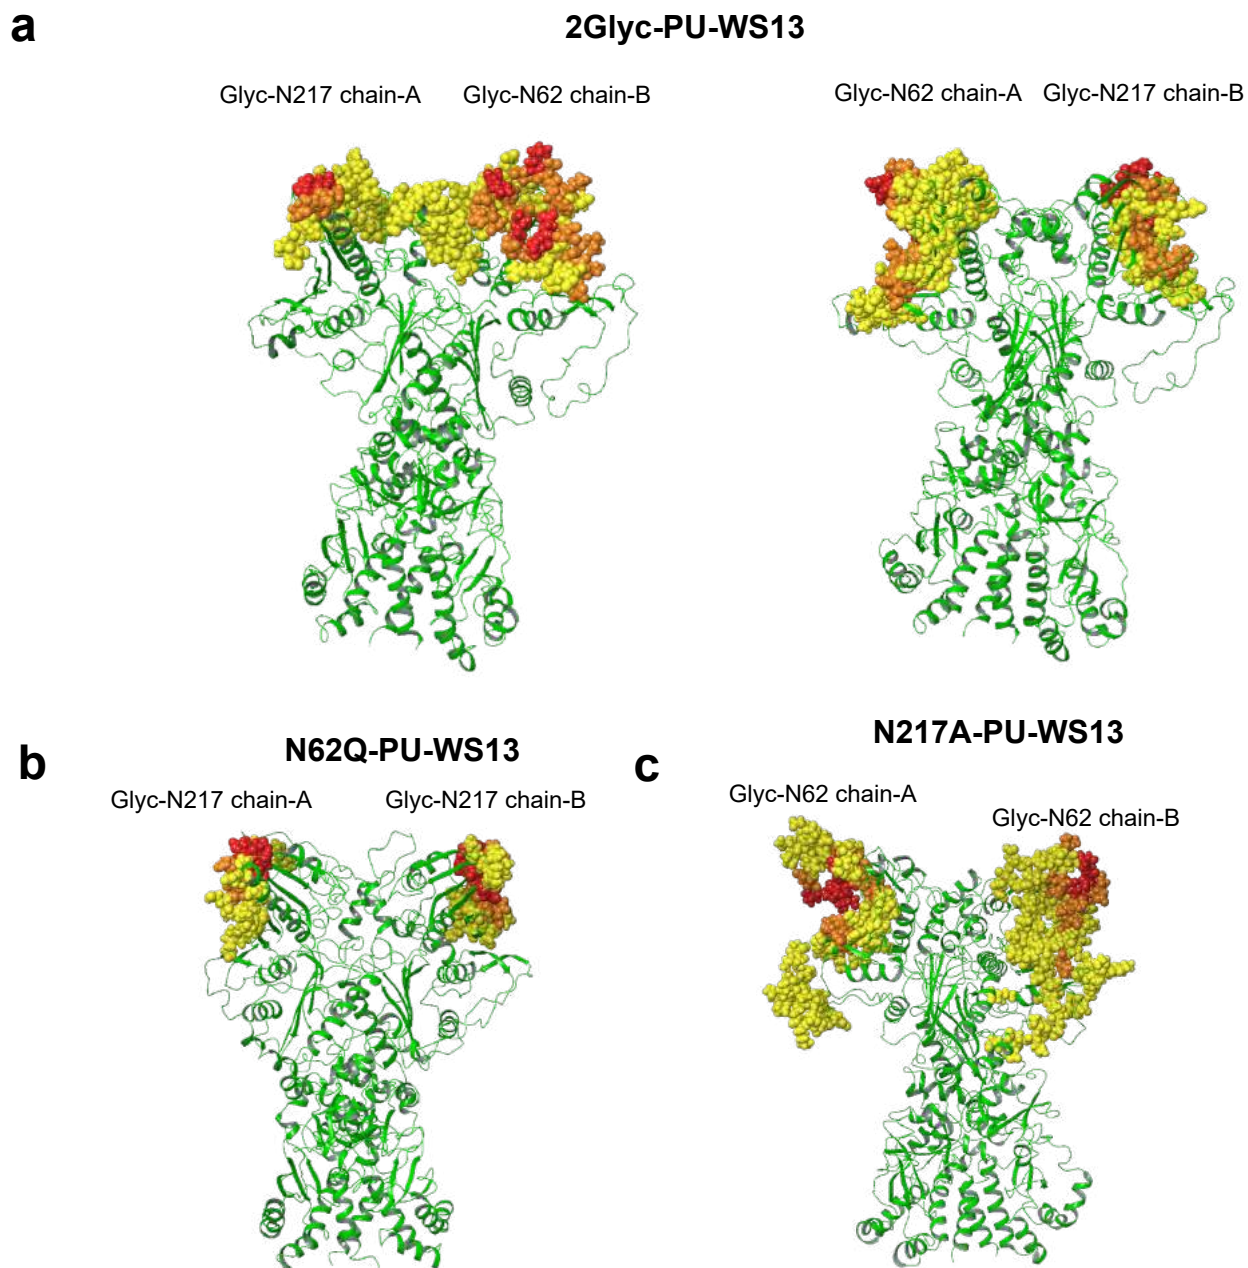 a
2Glyc-PU-WS13
Glyc-N217 chain-A
Glyc-N62 chain-B
Glyc-N62 chain-A
Glyc-N217 chain-B
b
N62Q-PU-WS13
Glyc-N217 chain-A
Glyc-N217 chain-B
c
N217A-PU-WS13
Glyc-N62 chain-A
Glyc-N62 chain-B